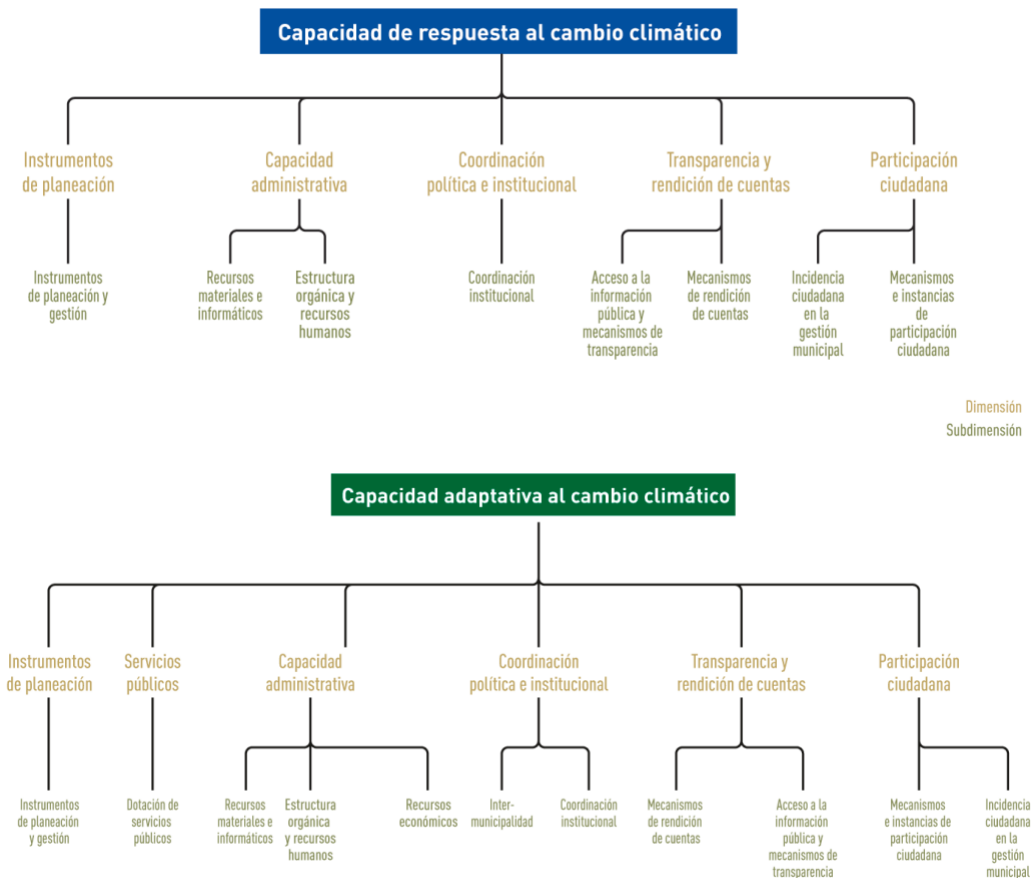 Capacidad de respuesta al cambio climático
Instrumentos
de planeación
Capacidad
administrativa
Coordinación
política e institucional
Transparencia y
rendición de cuentas
Participación
ciudadana
Instrumentos
de planeación y
gestión
Recursos
materiales e
informáticos
Estructura
orgánica y
recursos
humanos
Coordinación
institucional
Acceso a la
información
pública y
mecanismos de
transparencia
Mecanismos
de rendición
de cuentas
Incidencia
ciudadana
en la
gestión
municipal
Mecanismos
e instancias
de
participación
ciudadana
Dimensión
Subdimensión
Capacidad adaptativa al cambio climático
Instrumentos
de planeación
Servicios
públicos
Capacidad
administrativa
Coordinación
política e institucional
Transparencia y
rendición de cuentas
Participación
ciudadana
Instrumentos
de planeación
y gestión
Dotación de
servicios
públicos
Recursos
materiales e
informáticos
Estructura
orgánica
y recursos
humanos
Recursos
económicos
Inter-
municipalidad
Coordinación
institucional
Mecanismos
de rendición
de cuentas
Acceso a la
información
pública y
mecanismos de
transparencia
Mecanismos
e instancias de
participación
ciudadana
Incidencia
ciudadana
en la
gestión
municipal